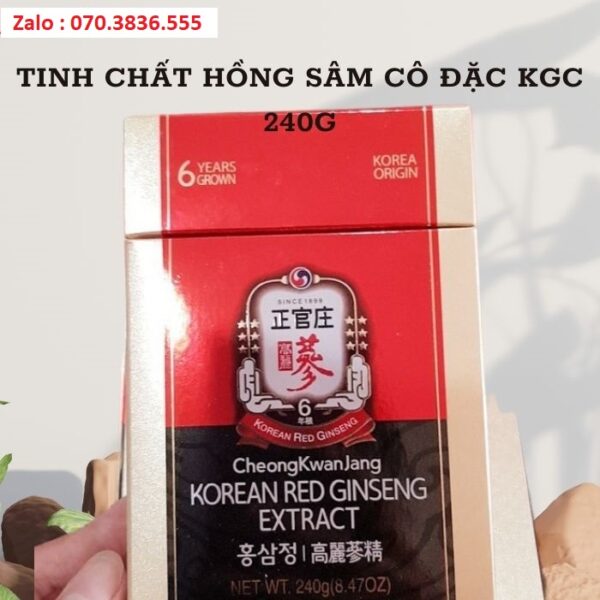 Zalo : 070.3836.555
TINH CHẤT HỒNG SÂM CÔ ĐẶC KGC
240G
6 YEARS
GROWN
KOREA
ORIGIN
SINCE 1899
正官庄
高麗
蔘
6
年根
KOREAN RED GINSENG
CheongKwanJang
KOREAN RED GINSENG
EXTRACT
홍삼정 | 高麗蔘精
NET WT. 240g(8.47OZ)